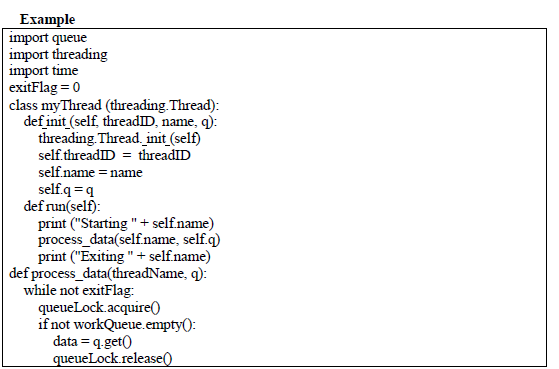 Example
import queue
import threading
import time
exitFlag = 0
class myThread (threading.Thread):
def_init_(self, threadID, name, q):
threading.Thread._init_(self)
self.threadID = threadID
self.name = name
self.q = q
def run(self):
print ("Starting " + self.name)
process_data(self.name, self.q)
print ("Exiting " + self.name)
def process_data(threadName, q):
while not exitFlag:
queueLock.acquire()
if not workQueue.empty():
data = q.get()
queueLock.release()